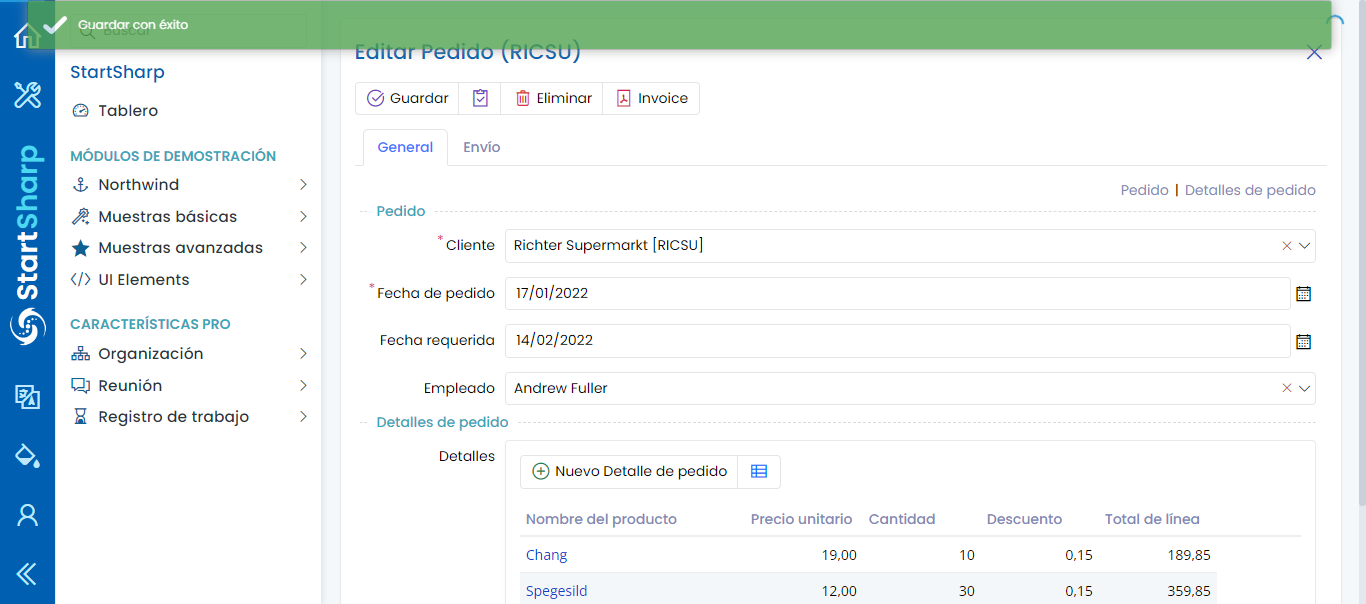 Guardar con éxito
Buscar
StartSharp
StartSharp
Tablero
MÓDULOS DE DEMOSTRACIÓN
Northwind
Muestras básicas
Muestras avanzadas
UI Elements
CARACTERÍSTICAS PRO
Organización
Reunión
Registro de trabajo
Editar Pedido (RICSU)
Guardar Eliminar Invoice
General Envío
Pedido | Detalles de pedido
Pedido
* Cliente Richter Supermarkt [RICSU]
* Fecha de pedido 17/01/2022
Fecha requerida 14/02/2022
Empleado Andrew Fuller
Detalles de pedido
Detalles
Nuevo Detalle de pedido
Nombre del producto Precio unitario Cantidad Descuento Total de línea
Chang 19,00 10 0,15 189,85
Spegesild 12,00 30 0,15 359,85